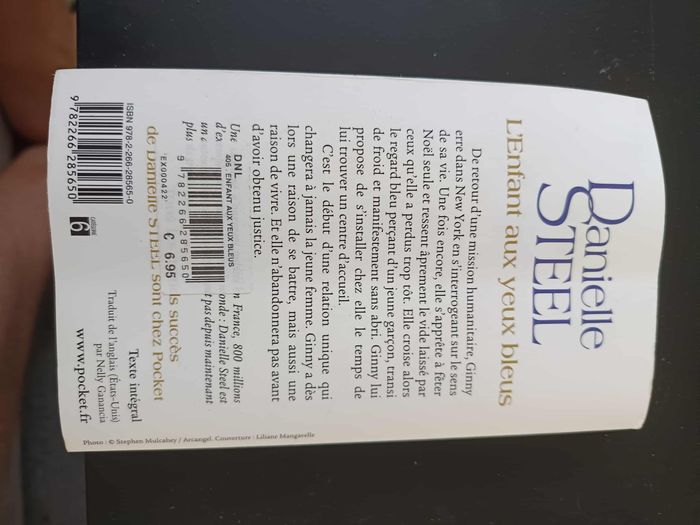 Danielle
STEEL
L'Enfant aux yeux bleus
De retour d'une mission humanitaire, Ginny
erre dans New York en s'interrogeant sur le sens
de sa vie. Une fois encore, elle s'apprête à fêter
Noël seule et ressent âprement le vide laissé par
ceux qu'elle a perdus trop tôt. Elle croise alors
le regard bleu perçant d'un jeune garçon, transi
de froid et manifestement sans abri. Ginny lui
propose de s'installer chez elle le temps de
lui trouver un centre d'accueil.
C'est le début d'une relation unique qui
changera à jamais la jeune femme. Ginny a dès
lors une raison de se battre, mais aussi une
raison de vivre. Et elle n'abandonnera pas avant
d'avoir obtenu justice.
Une
n France, 800 millions
d'ex
onde : Danielle Steel est
un
t pas depuis maintenant
plus
DNL
405 ENFANT AUX YEUX BLEUS
9 782266 285650
*EX000422*
€ 6.95
s succès
de Danielle STEEL sont chez Pocket
Texte intégral
Traduit de l'anglais (États-Unis)
par Nelly Ganancia
www.pocket.fr
ISBN 978-2-266-28565-0
9 782266 285650
CATÉGORIE
6
Photo : © Stephen Mulcahey / Arcangel. Couverture : Liliane Mangavelle